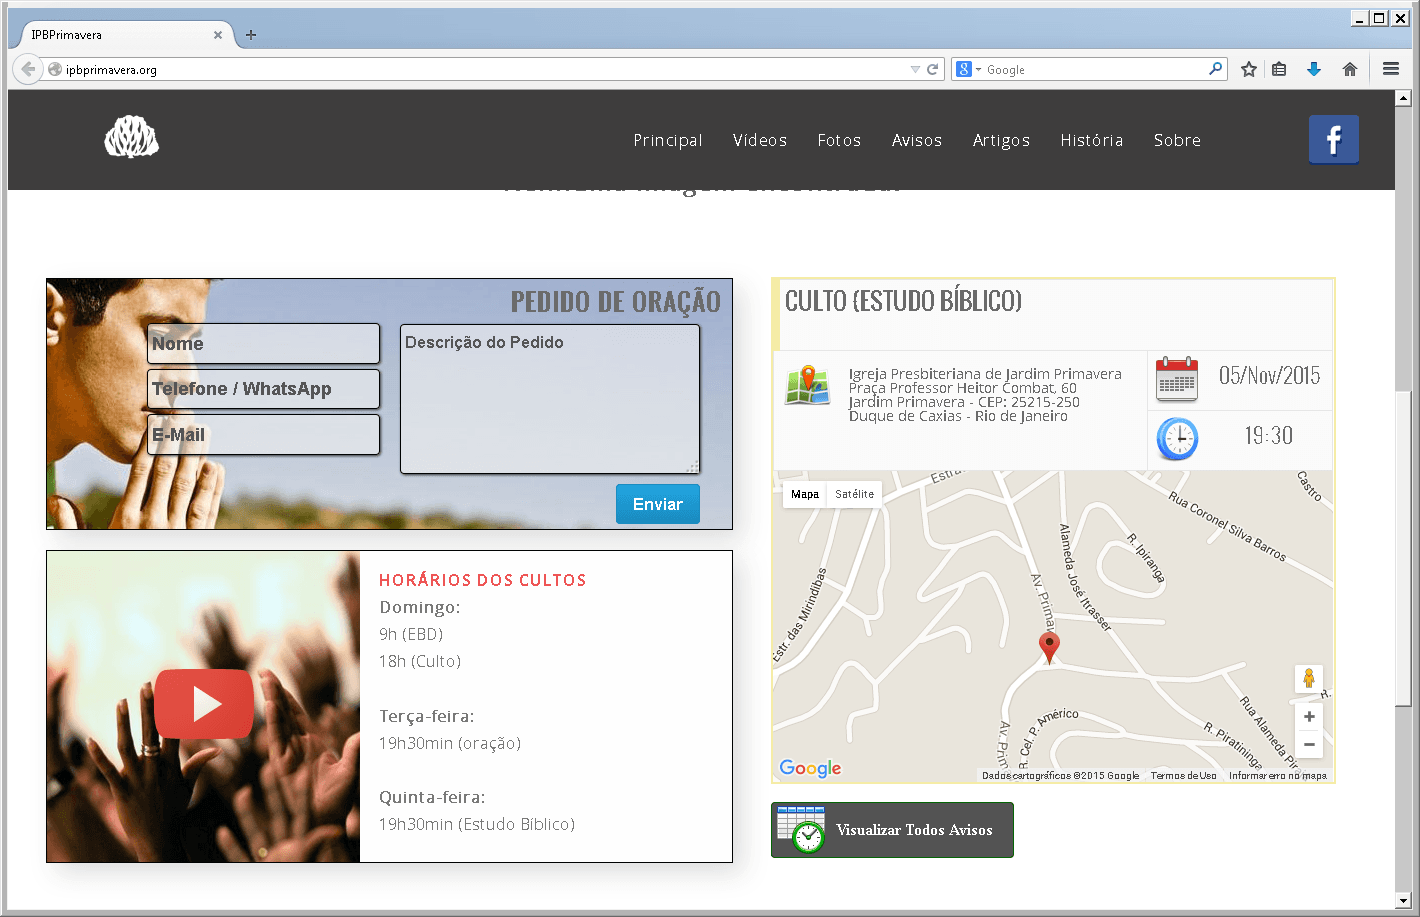 IPBPrimavera
ipbprimavera.org
Google
Principal
Vídeos
Fotos
Avisos
Artigos
História
Sobre
PEDIDO DE ORAÇÃO
Nome
Telefone / WhatsApp
E-Mail
Descrição do Pedido
Enviar
HORÁRIOS DOS CULTOS
Domingo:
9h (EBD)
18h (Culto)
Terça-feira:
19h30min (oração)
Quinta-feira:
19h30min (Estudo Bíblico)
CULTO (ESTUDO BÍBLICO)
Igreja Presbiteriana de Jardim Primavera
Praça Professor Heitor Combat, 60
Jardim Primavera - CEP: 25215-250
Duque de Caxias - Rio de Janeiro
05/Nov/2015
19:30
Mapa
Satélite
Estr. das Mirindibas
Av. Primav
Alameda José Itrasser
R. Ipiranga
Rua Coronel Silva Barros
Castro
Av. Prim
R. Cel. P. Américo
R. Piratininga
Rua Alameda Pir
R.
Google
Dados cartográficos ©2015 Google
Termos de Uso
Informar erro no mapa
Visualizar Todos Avisos